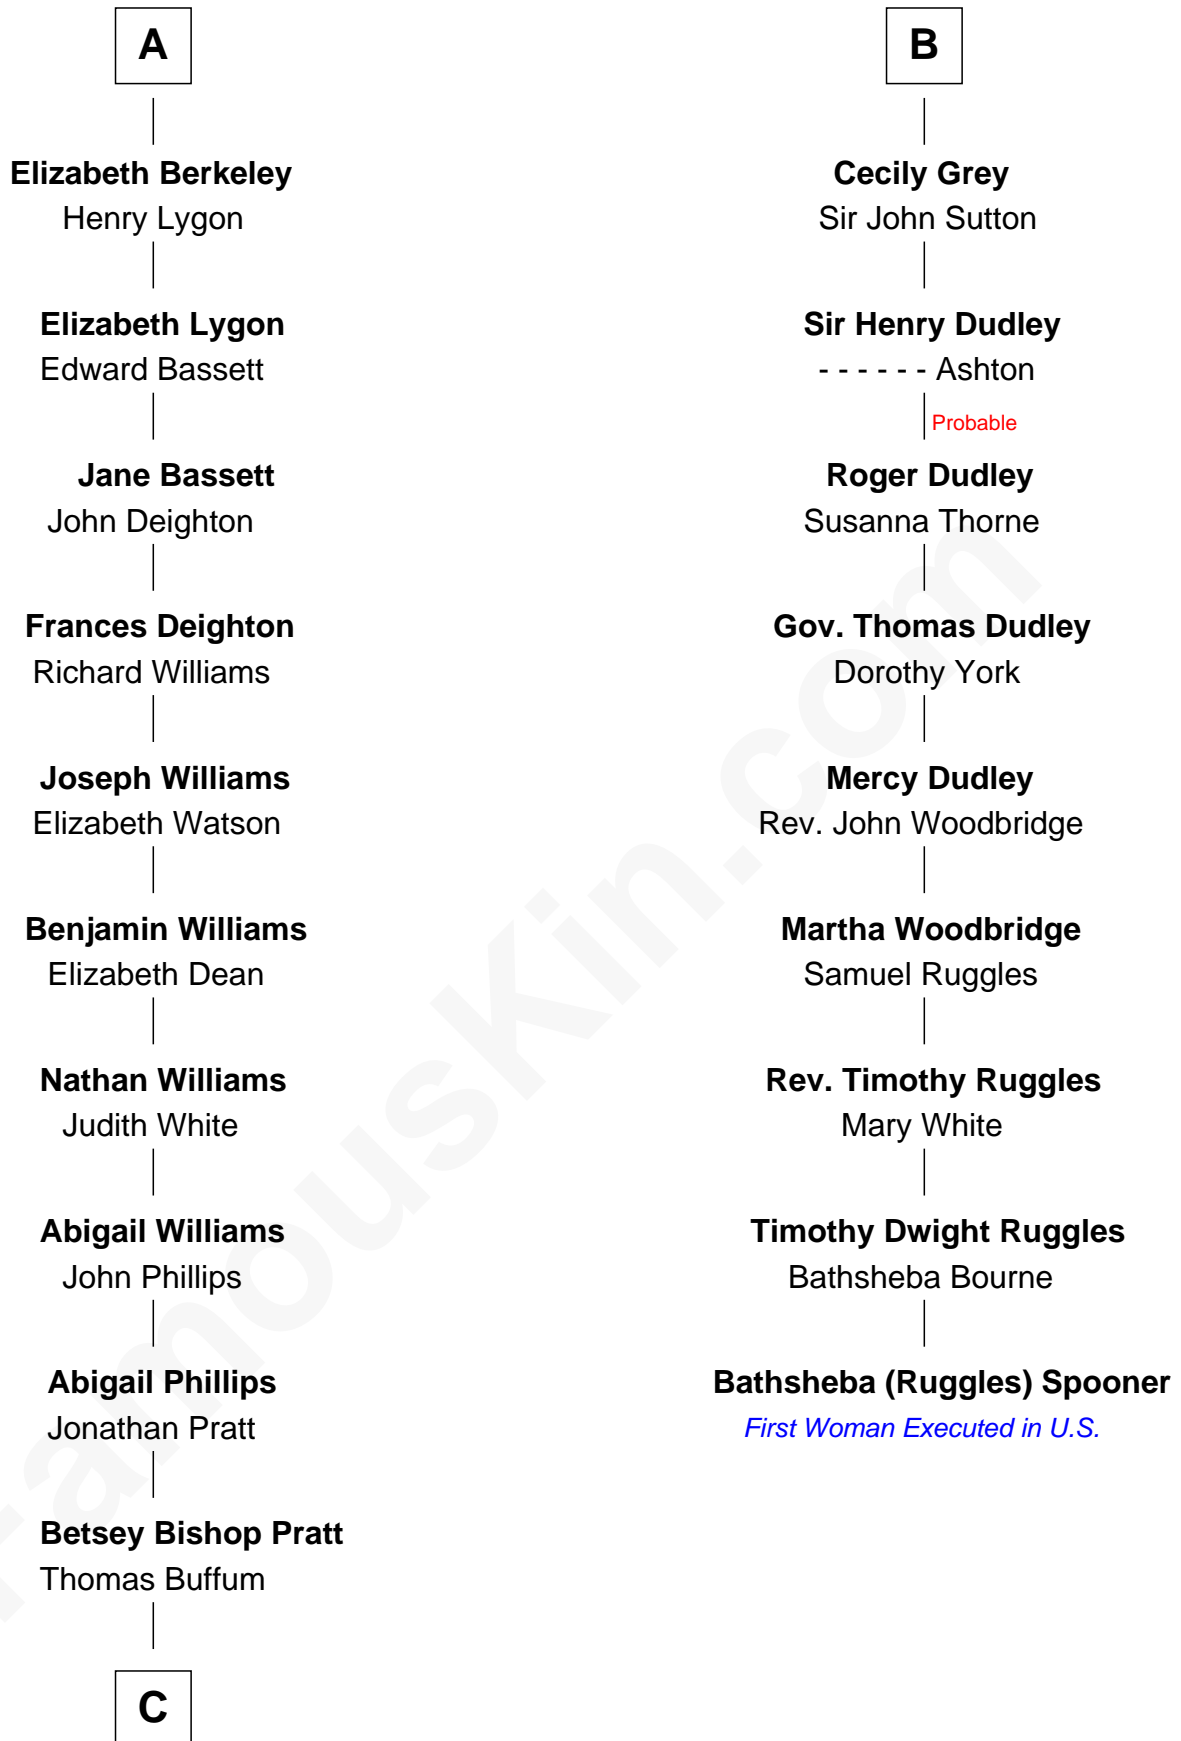 A
Elizabeth Berkeley
Henry Lygon
Elizabeth Lygon
Edward Bassett
Jane Bassett
John Deighton
Frances Deighton
Richard Williams
Joseph Williams
Elizabeth Watson
Benjamin Williams
Elizabeth Dean
Nathan Williams
Judith White
Abigail Williams
John Phillips
Abigail Phillips
Jonathan Pratt
Betsey Bishop Pratt
Thomas Buffum
C
B
Cecily Grey
Sir John Sutton
Sir Henry Dudley
- - - - - - Ashton
Probable
Roger Dudley
Susanna Thorne
Gov. Thomas Dudley
Dorothy York
Mercy Dudley
Rev. John Woodbridge
Martha Woodbridge
Samuel Ruggles
Rev. Timothy Ruggles
Mary White
Timothy Dwight Ruggles
Bathsheba Bourne
Bathsheba (Ruggles) Spooner
First Woman Executed in U.S.
FamousKin.com